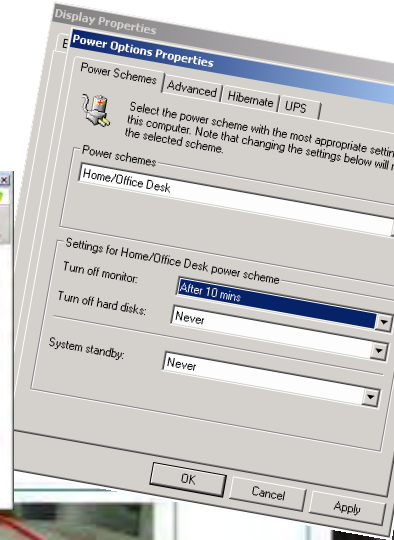 Display Properties
Power Options Properties
Power Schemes
Advanced
Hibernate
UPS
Select the power scheme with the most appropriate
this computer. Note that changing the settings below will
the selected scheme.
Power schemes
Home/Office Desk
Settings for Home/Office Desk power scheme
Turn off monitor:
After 10 mins
Turn off hard disks:
Never
System standby:
Never
OK
Cancel
Apply